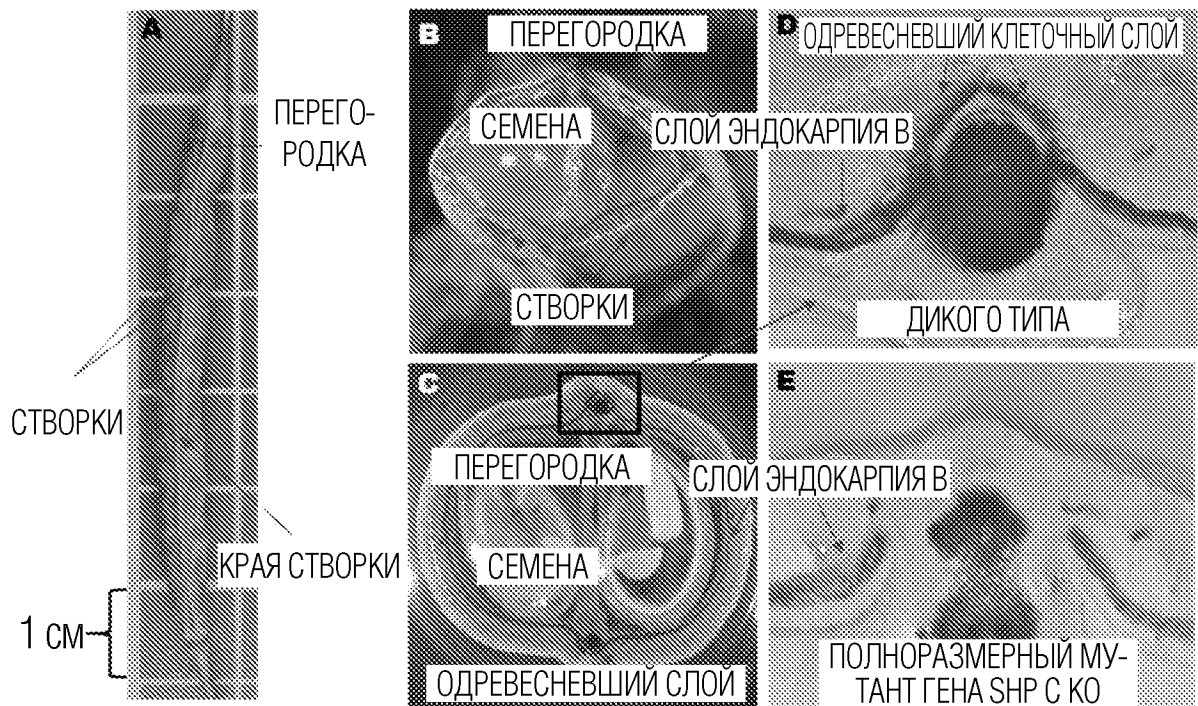 A
ПЕРЕГО-
РОДКА
СТВОРКИ
КРАЯ СТВОРКИ
1 СМ
B
ПЕРЕГОРОДКА
СЕМЕНА
СЛОЙ ЭНДОКАРПИЯ B
СТВОРКИ
C
ПЕРЕГОРОДКА
СЛОЙ ЭНДОКАРПИЯ B
СЕМЕНА
ОДРЕВЕСНЕВШИЙ СЛОЙ
D
ОДРЕВЕСНЕВШИЙ КЛЕТОЧНЫЙ СЛОЙ
ДИКОГО ТИПА
E
ПОЛНОРАЗМЕРНЫЙ МУ-
ТАНТ ГЕНА SHP С КО